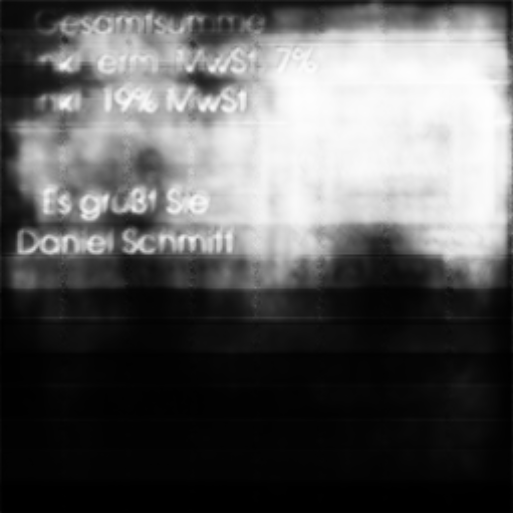 Gesamtsumme
inkl. erm. MwSt. 7%
inkl. 19% MwSt
Es grüßt Sie
Daniel Schmitt